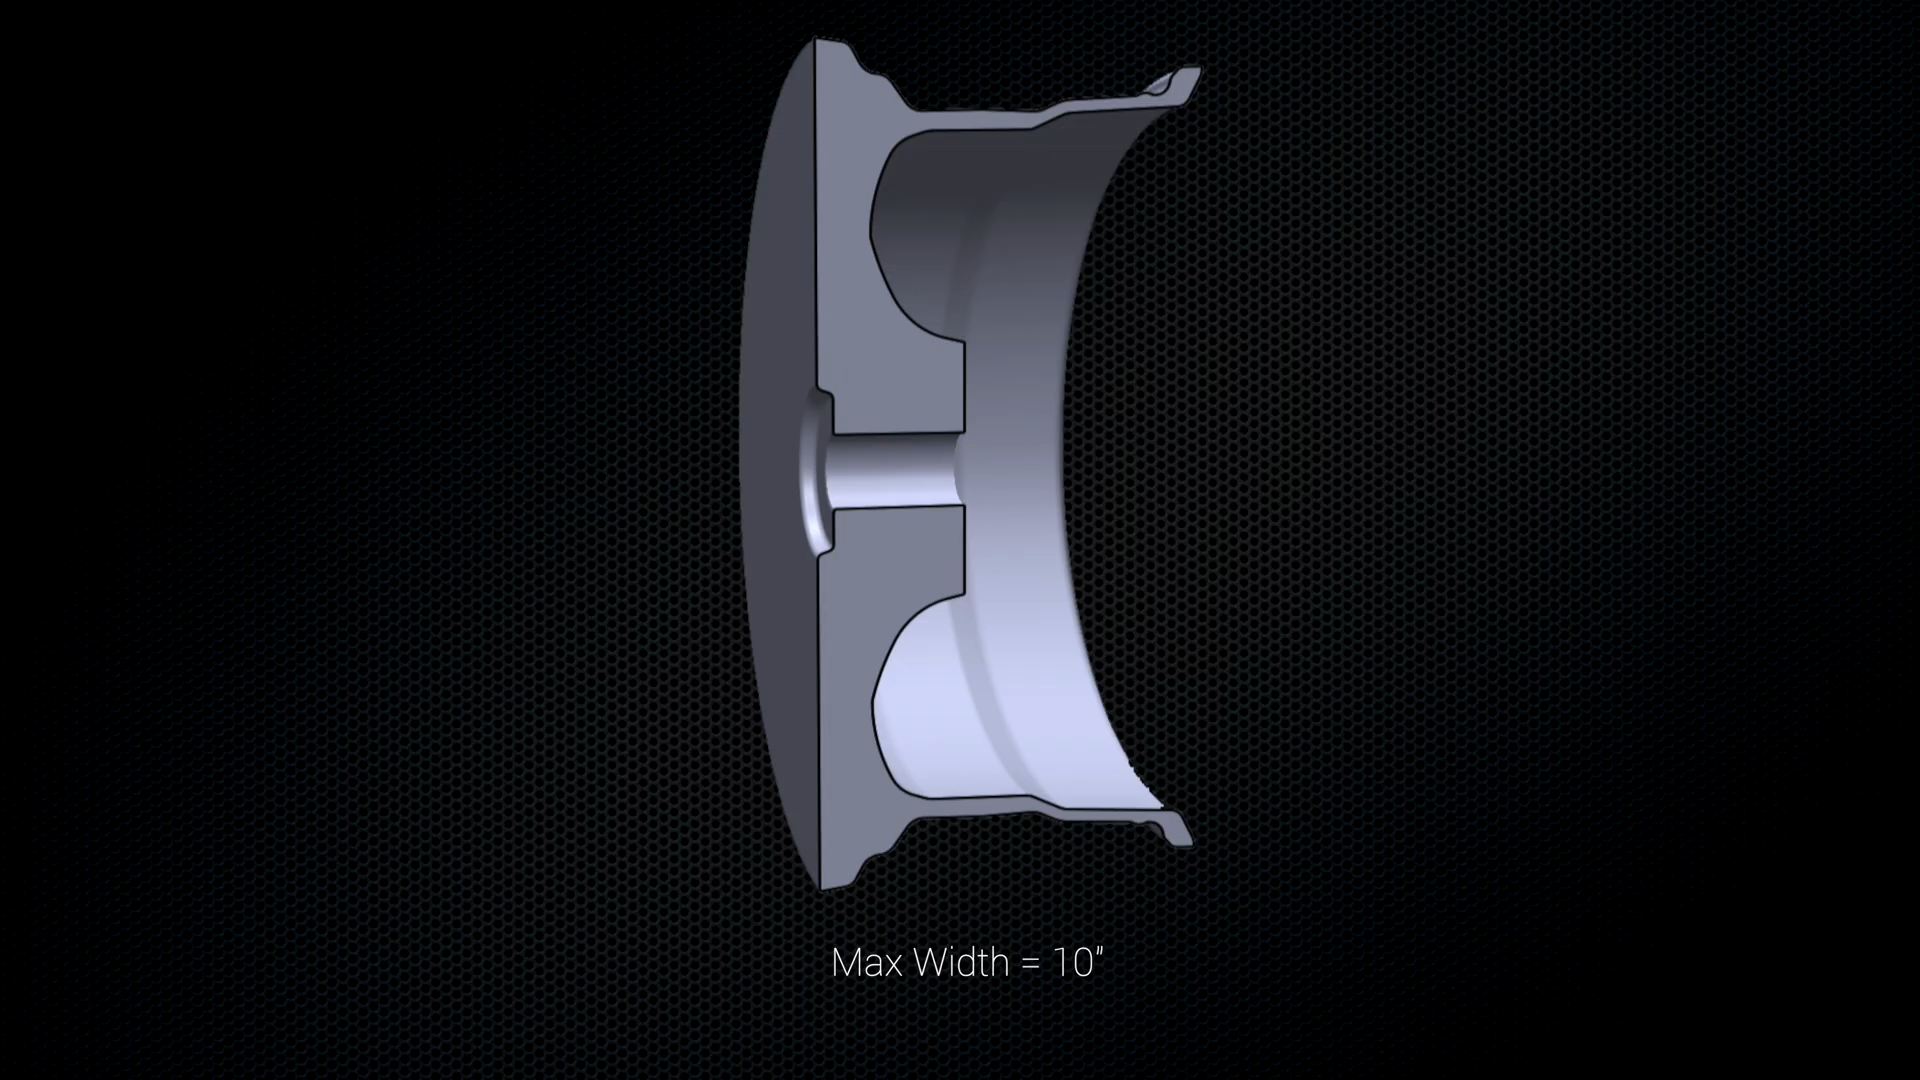 Max Width = 10"